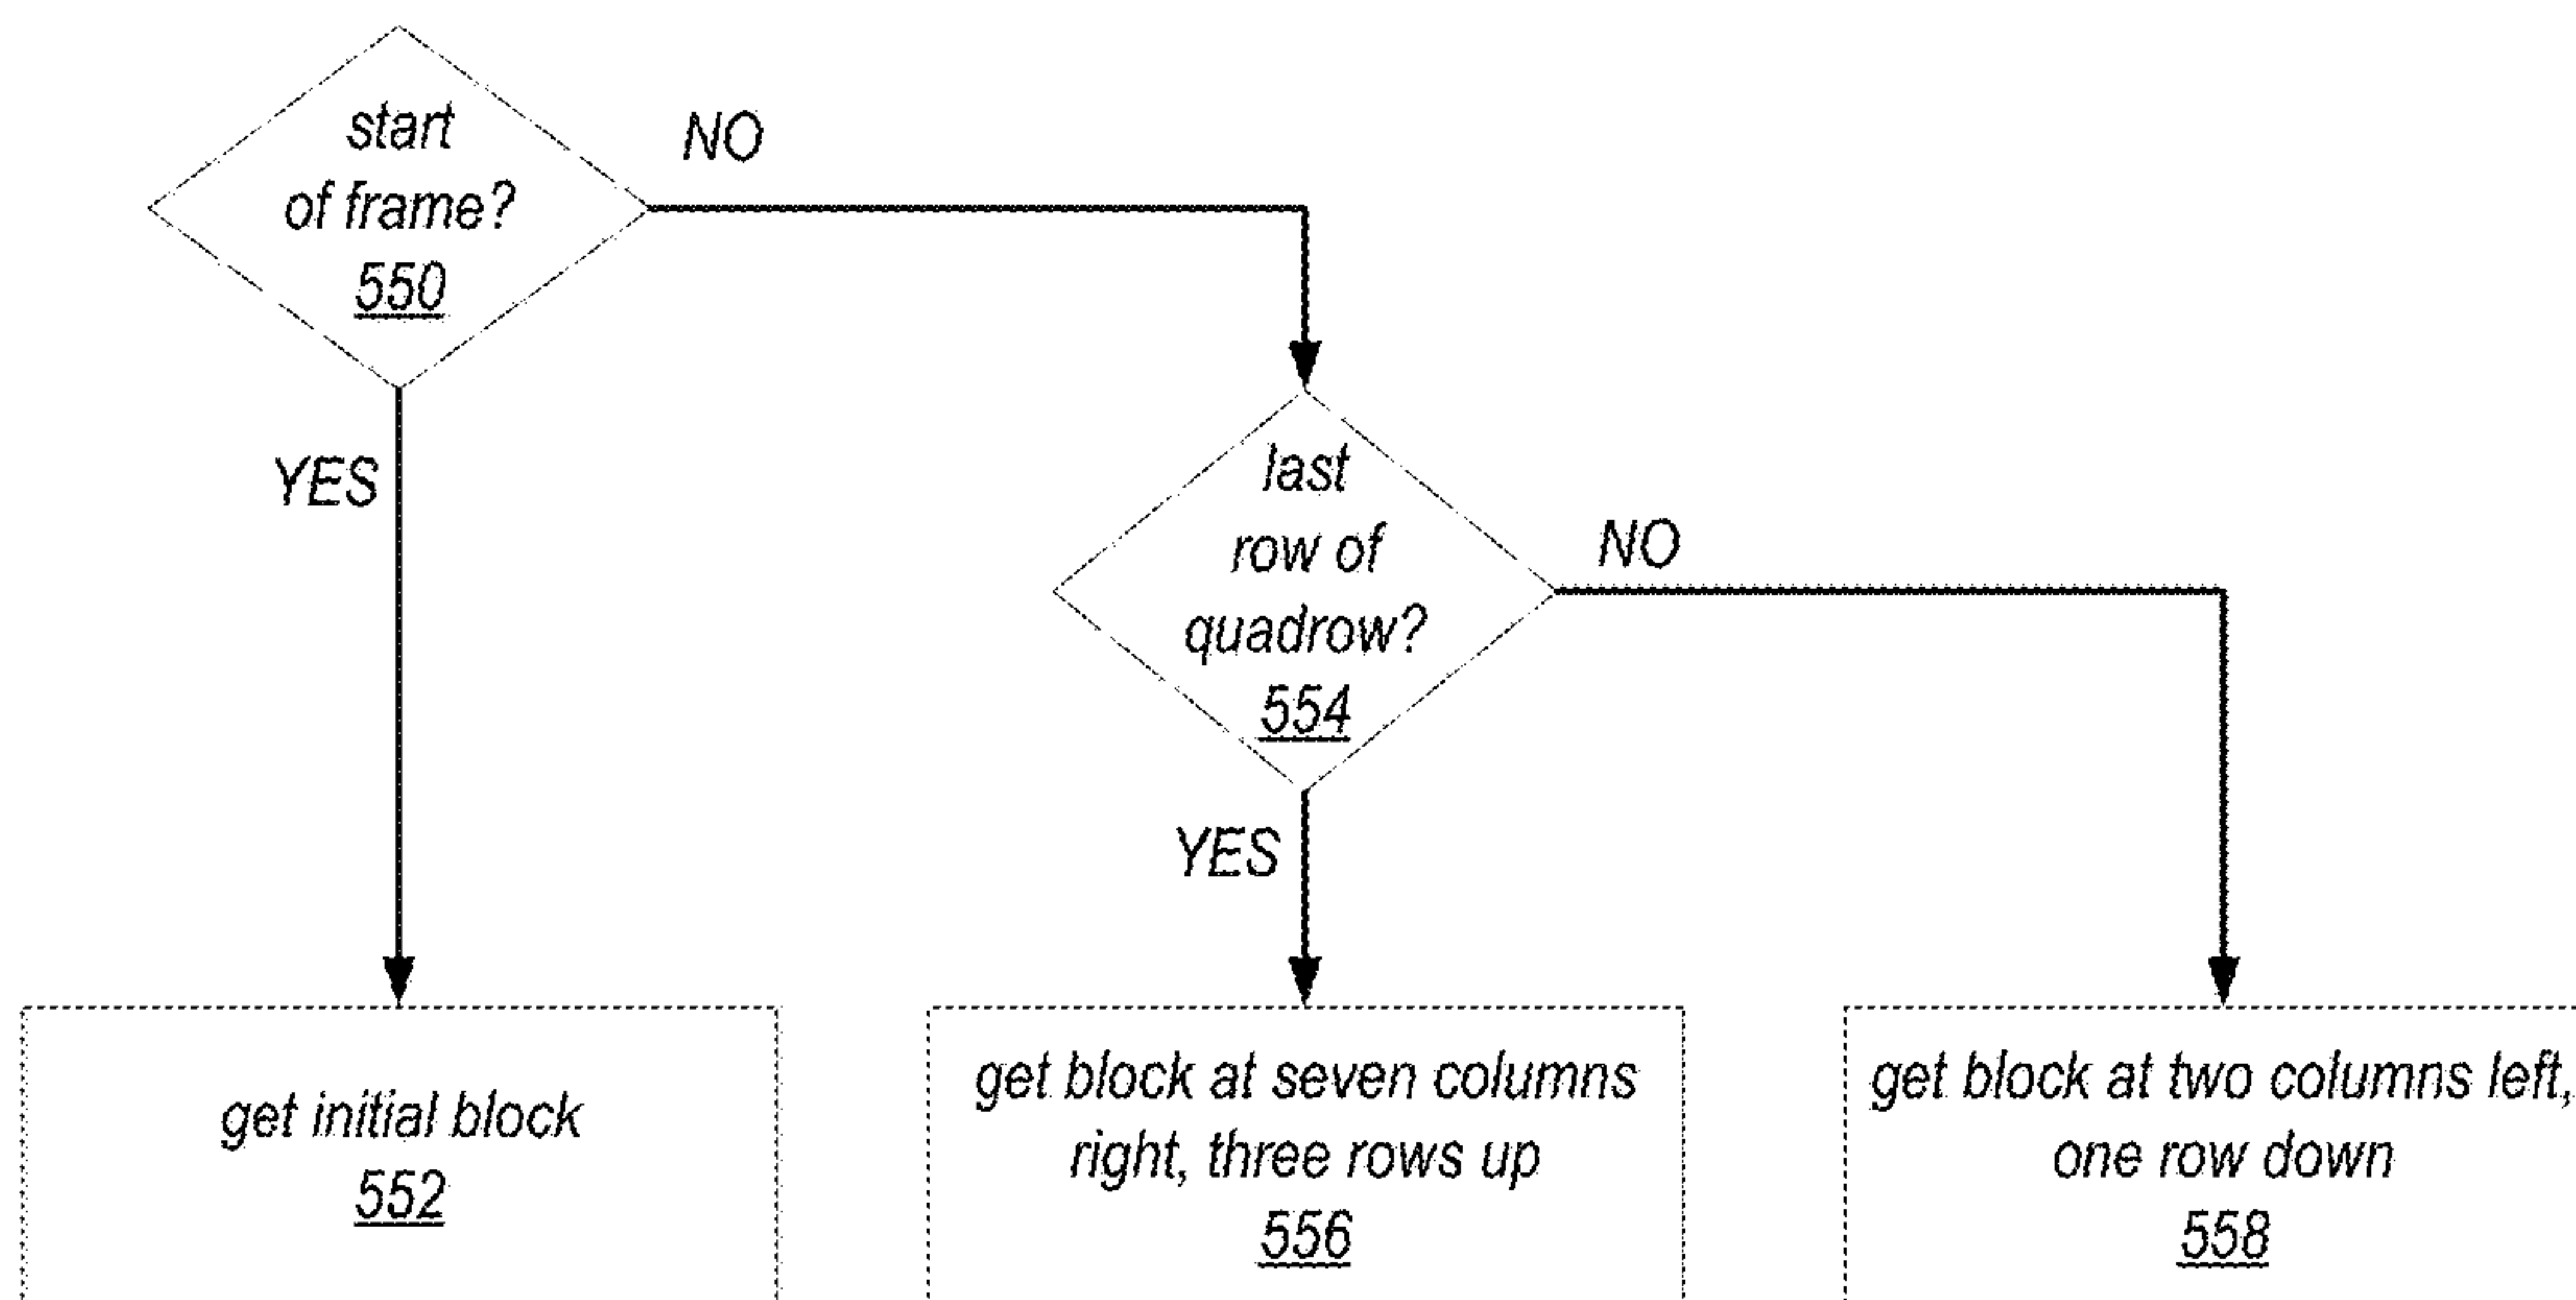 start
of frame?
550
NO
YES
last
row of
quadrow?
554
NO
YES
get initial block
552
get block at seven columns
right, three rows up
556
get block at two columns left,
one row down
558